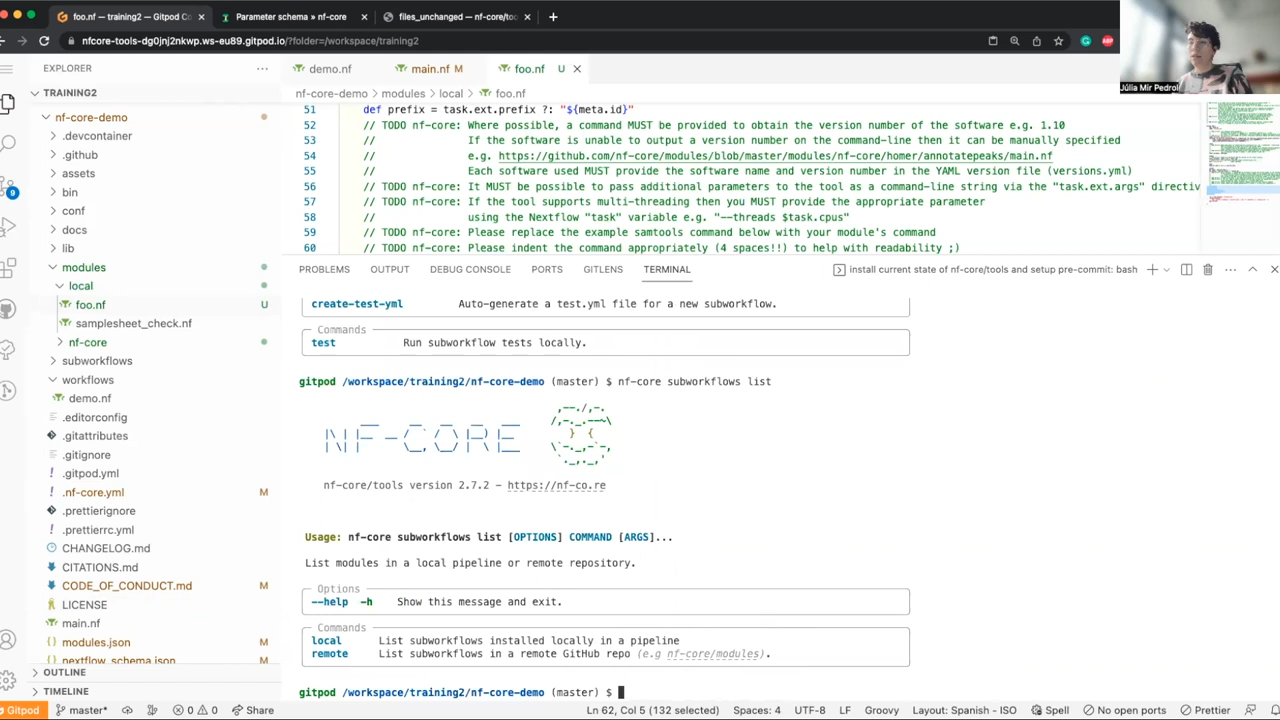 foo.nf — training2 — Gitpod C
Parameter schema » nf-core
files_unchanged — nf-core/to
nfcore-tools-dg0jnj2nkwp.ws-eu89.gitpod.io/?folder=/workspace/training2
ABP
Júlia Mir Pedrol
EXPLORER
TRAINING2
nf-core-demo
.devcontainer
.github
assets
bin
conf
docs
lib
modules
local
foo.nf U
samplesheet_check.nf
nf-core
subworkflows
workflows
demo.nf
.editorconfig
.gitattributes
.gitignore
.gitpod.yml
.nf-core.yml M
.prettierignore
.prettierrc.yml
CHANGELOG.md
CITATIONS.md
CODE_OF_CONDUCT.md M
LICENSE
main.nf
modules.json M
nextflow_schema.json M
OUTLINE
TIMELINE
9
demo.nf
main.nf M
foo.nf U
nf-core-demo > modules > local > foo.nf
51 def prefix = task.ext.prefix ?: "${meta.id}"
52 // TODO nf-core: Where possible, a command MUST be provided to obtain the version number of the software e.g. 1.10
53 // If the software is unable to output a version number on the command-line then it can be manually specified
54 // e.g. https://github.com/nf-core/modules/blob/master/modules/nf-core/homer/annotatepeaks/main.nf
55 // Each software used MUST provide the software name and version number in the YAML version file (versions.yml)
56 // TODO nf-core: It MUST be possible to pass additional parameters to the tool as a command-line string via the "task.ext.args" directiv
57 // TODO nf-core: If the tool supports multi-threading then you MUST provide the appropriate parameter
58 // using the Nextflow "task" variable e.g. "--threads $task.cpus"
59 // TODO nf-core: Please replace the example samtools command below with your module's command
60 // TODO nf-core: Please indent the command appropriately (4 spaces!!) to help with readability ;)
PROBLEMS OUTPUT DEBUG CONSOLE PORTS GITLENS TERMINAL
install current state of nf-core/tools and setup pre-commit: bash
create-test-yml Auto-generate a test.yml file for a new subworkflow.
Commands
test Run subworkflow tests locally.
gitpod /workspace/training2/nf-core-demo (master) $ nf-core subworkflows list
NF-CORE
nf-core/tools version 2.7.2 - https://nf-co.re
Usage: nf-core subworkflows list [OPTIONS] COMMAND [ARGS]...
List modules in a local pipeline or remote repository.
Options
--help -h Show this message and exit.
Commands
local List subworkflows installed locally in a pipeline
remote List subworkflows in a remote GitHub repo (e.g nf-core/modules).
gitpod /workspace/training2/nf-core-demo (master) $
Gitpod master* 0 0 Share
Ln 62, Col 5 (132 selected) Spaces: 4 UTF-8 LF Groovy Layout: Spanish - ISO Spell No open ports Prettier